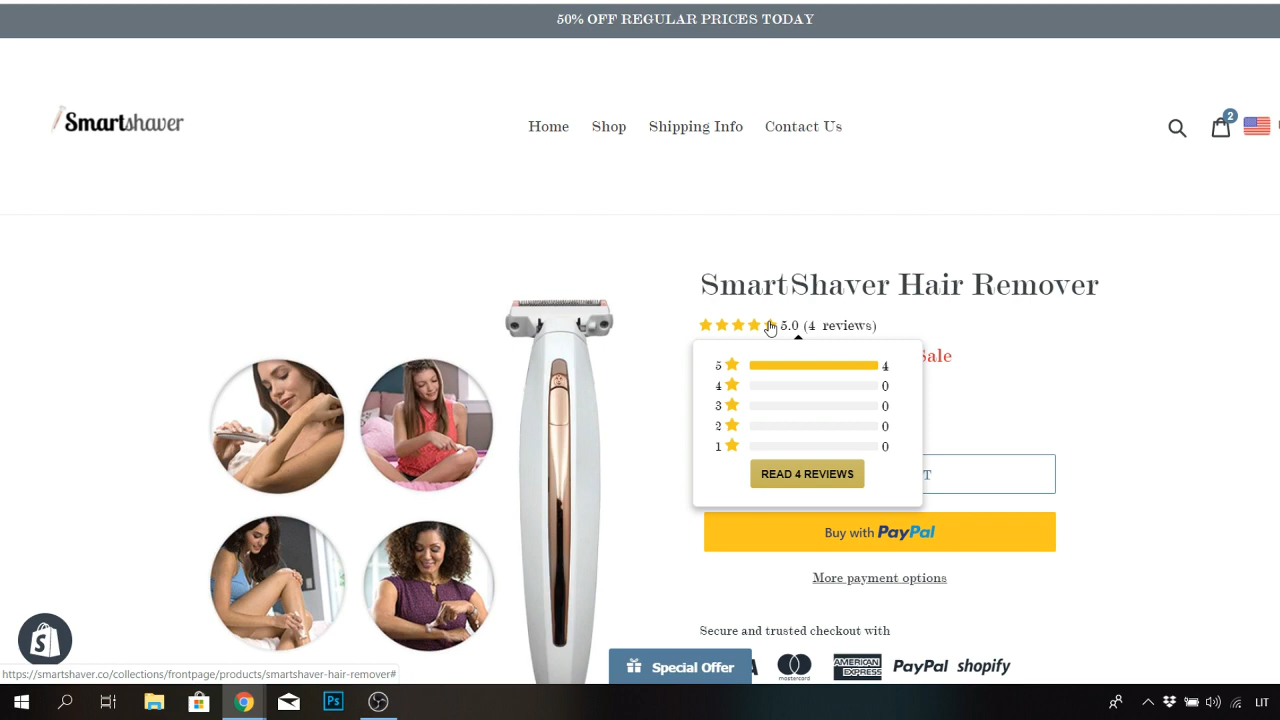 50% OFF REGULAR PRICES TODAY
Smartshaver
Home Shop Shipping Info Contact Us
2
SmartShaver Hair Remover
5.0 (4 reviews)
Sale
5 4
4 0
3 0
2 0
1 0
READ 4 REVIEWS
T
Buy with PayPal
More payment options
Secure and trusted checkout with
mastercard AMERICAN EXPRESS PayPal shopify
Special Offer
https://smartshaver.co/collections/frontpage/products/smartshaver-hair-remover#
Ps LIT